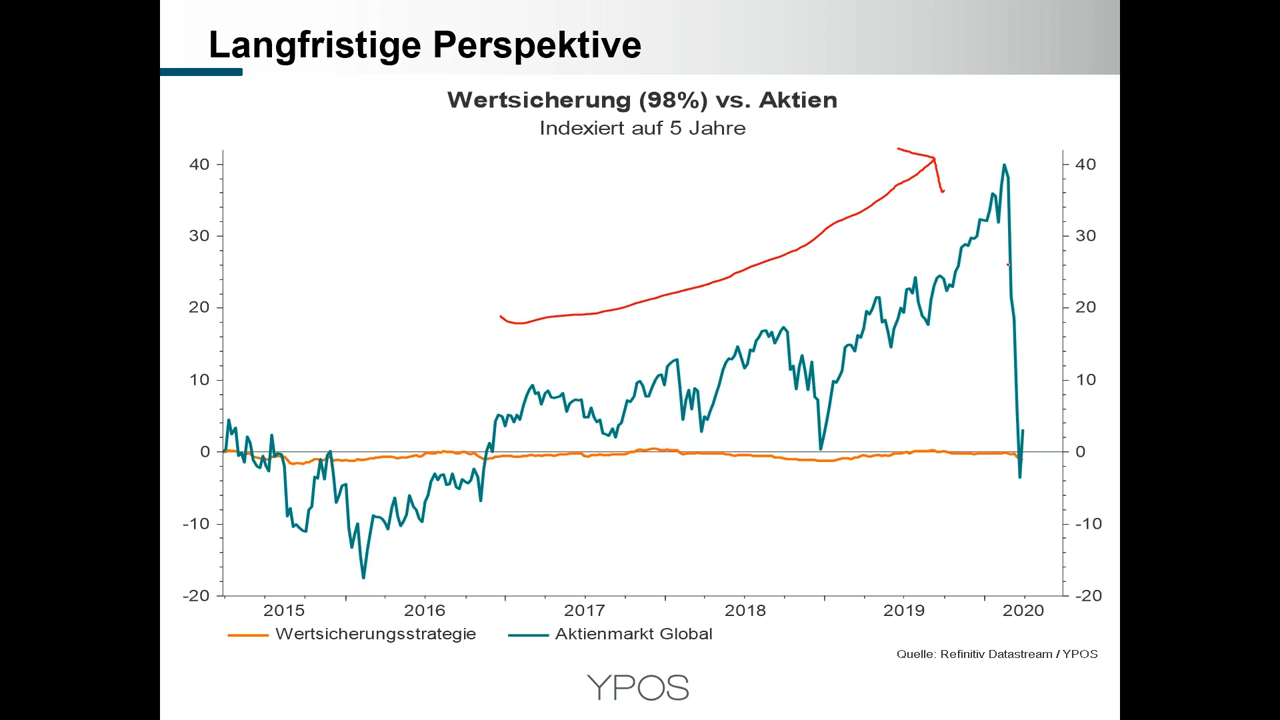 Langfristige Perspektive
Wertsicherung (98%) vs. Aktien
Indexiert auf 5 Jahre
40 40
30 30
20 20
10 10
0 0
-10 -10
-20 -20
2015 2016 2017 2018 2019 2020
Wertsicherungsstrategie Aktienmarkt Global
Quelle: Refinitiv Datastream / YPOS
YPOS